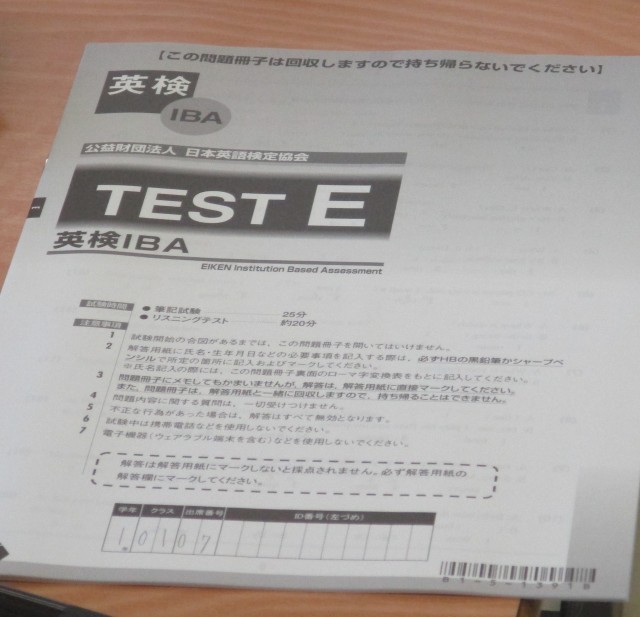 【この問題冊子は回収しますので持ち帰らないでください】
英検
IBA
公益財団法人 日本英語検定協会
TEST E
英検IBA
EIKEN Institution Based Assessment
試験時間
● 筆記試験 25分
● リスニングテスト 約20分
注意事項
1 試験開始の合図があるまでは、この問題冊子を開いてはいけません。
2 解答用紙に氏名・生年月日などの必要事項を記入する際は、必ずHBの黒鉛筆かシャープペ
ンシルで所定の箇所に記入およびマークしてください。
※氏名記入の際には、この問題冊子裏面のローマ字変換表をもとに記入してください。
3 問題冊子にメモしてもかまいませんが、解答は、解答用紙に直接マークしてください。
また、問題冊子は、解答用紙と一緒に回収しますので、持ち帰ることはできません。
4 問題内容に関する質問は、一切受けつけません。
5 不正な行為があった場合は、解答はすべて無効となります。
6 試験中は携帯電話などを使用しないでください。
7 電子機器(ウェアラブル端末を含む)などを使用しないでください。
解答は解答用紙にマークしないと採点されません。必ず解答用紙の
解答欄にマークしてください。
学年 クラス 出席番号 ID番号(左づめ)
1 0 1 0 7
B1-S-1391B